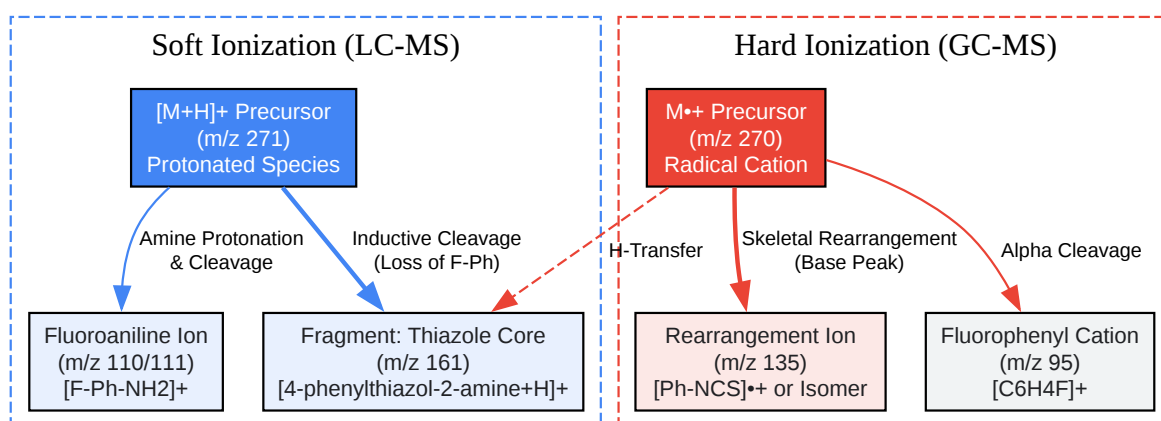 Soft Ionization (LC-MS)
Hard Ionization (GC-MS)
[M+H]+ Precursor
(m/z 271)
Protonated Species
M•+ Precursor
(m/z 270)
Radical Cation
Amine Protonation
& Cleavage
Inductive Cleavage
(Loss of F-Ph)
H-Transfer
Skeletal Rearrangement
(Base Peak)
Alpha Cleavage
Fluoroaniline Ion
(m/z 110/111)
[F-Ph-NH2]+
Fragment: Thiazole Core
(m/z 161)
[4-phenylthiazol-2-amine+H]+
Rearrangement Ion
(m/z 135)
[Ph-NCS]•+ or Isomer
Fluorophenyl Cation
(m/z 95)
[C6H4F]+